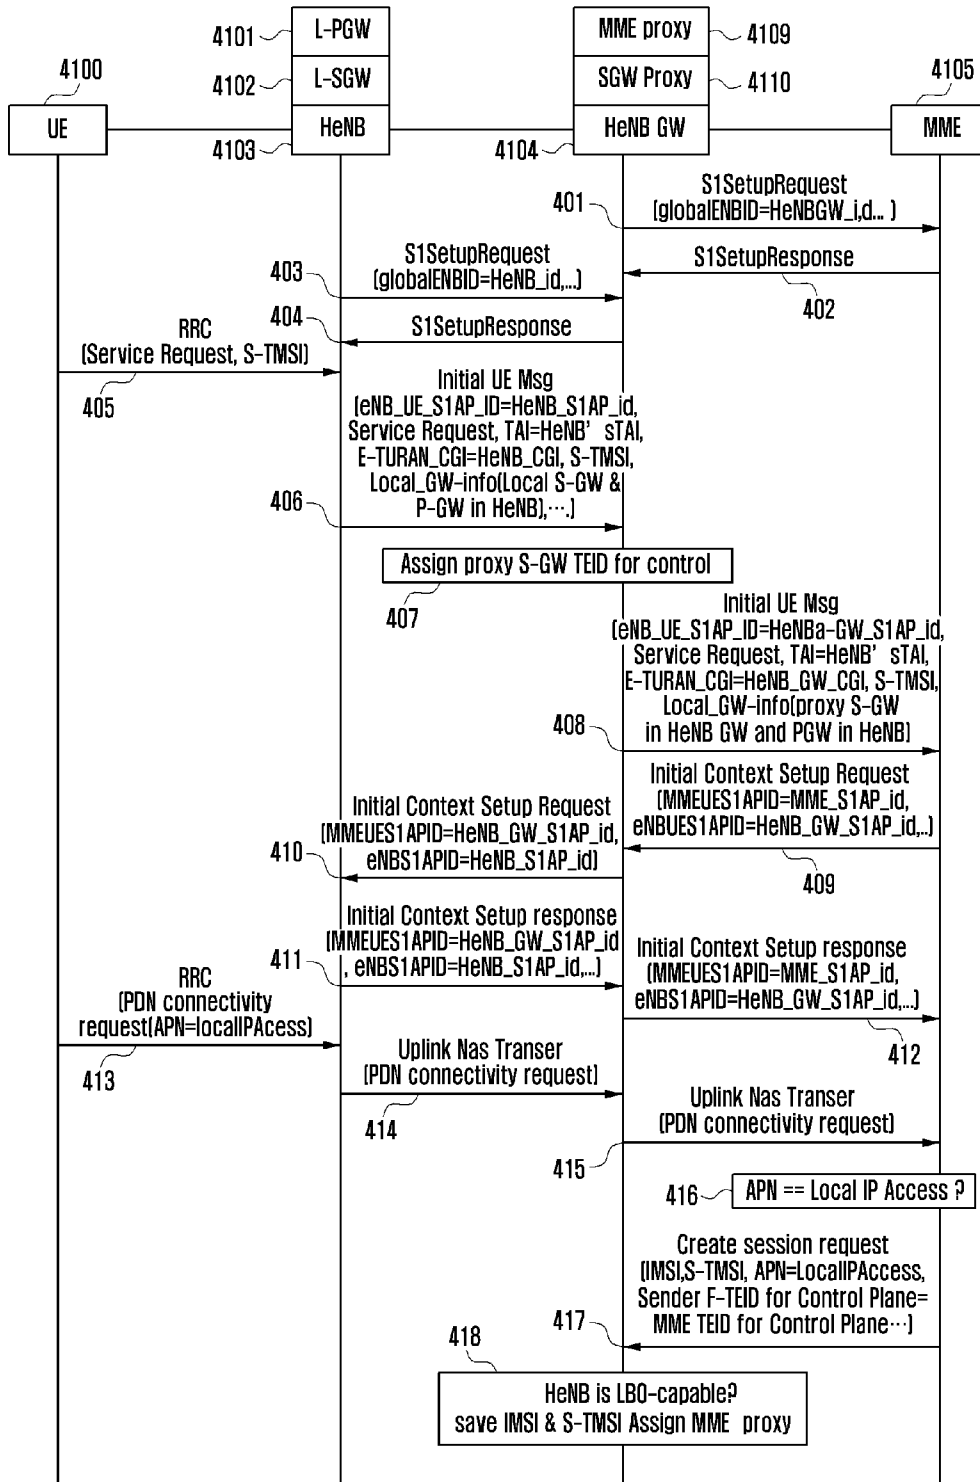 4101
L-PGW
MME proxy
4109
4100
4102
L-SGW
SGW Proxy
4110
4105
UE
HeNB
HeNB GW
MME
4103
4104
401
S1SetupRequest
(globalENBID=HeNBGW_i,d... )
S1SetupRequest
(globalENBID=HeNB_id,...)
403
S1SetupResponse
402
404
S1SetupResponse
RRC
(Service Request, S-TMSI)
405
Initial UE Msg
(eNB_UE_S1AP_ID=HeNB_S1AP_id,
Service Request, TAI=HeNB' sTAI,
E-TURAN_CGI=HeNB_CGI, S-TMSI,
Local_GW-info(Local S-GW &
P-GW in HeNB),....)
406
Assign proxy S-GW TEID for control
407
Initial UE Msg
(eNB_UE_S1AP_ID=HeNBa-GW_S1AP_id,
Service Request, TAI=HeNB' sTAI,
E-TURAN_CGI=HeNB_GW_CGI, S-TMSI,
Local_GW-info(proxy S-GW
in HeNB GW and PGW in HeNB)
408
Initial Context Setup Request
(MMEUES1APID=MME_S1AP_id,
eNBUES1APID=HeNB_GW_S1AP_id,..)
409
Initial Context Setup Request
(MMEUES1APID=HeNB_GW_S1AP_id,
eNBS1APID=HeNB_S1AP_id)
410
Initial Context Setup response
(MMEUES1APID=HeNB_GW_S1AP_id
, eNBS1APID=HeNB_S1AP_id,...)
411
Initial Context Setup response
(MMEUES1APID=MME_S1AP_id,
eNBS1APID=HeNB_GW_S1AP_id,...)
412
RRC
(PDN connectivity
request(APN=localIPAcess)
413
Uplink Nas Transer
(PDN connectivity request)
414
Uplink Nas Transer
(PDN connectivity request)
415
416
APN == Local IP Access ?
Create session request
(IMSI,S-TMSI, APN=LocalIPAccess,
Sender F-TEID for Control Plane=
MME TEID for Control Plane...)
417
418
HeNB is LBO-capable?
save IMSI & S-TMSI Assign MME proxy